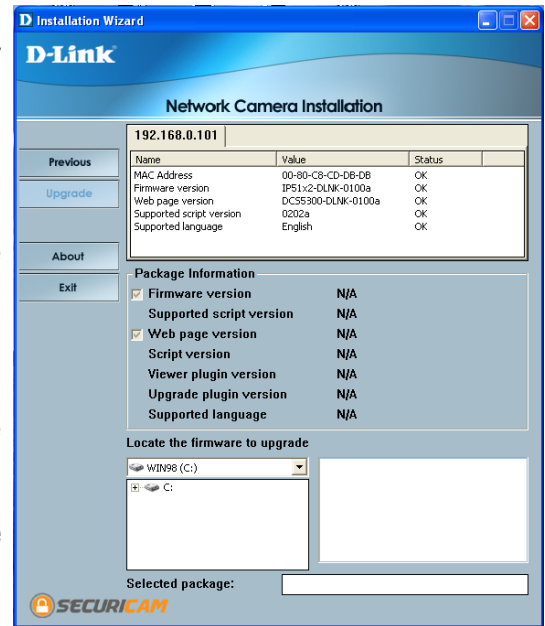 D Installation Wizard
D-Link
Network Camera Installation
192.168.0.101
Previous
Upgrade
About
Exit
Name Value Status
MAC Address 00-80-C8-CD-DB-DB OK
Firmware version IP51x2-DLNK-0100a OK
Web page version DCS5300-DLNK-0100a OK
Supported script version 0202a OK
Supported language English OK
Package Information
Firmware version N/A
Supported script version N/A
Web page version N/A
Script version N/A
Viewer plugin version N/A
Upgrade plugin version N/A
Supported language N/A
Locate the firmware to upgrade
WIN98 (C:)
C:
Selected package:
SECURICAM